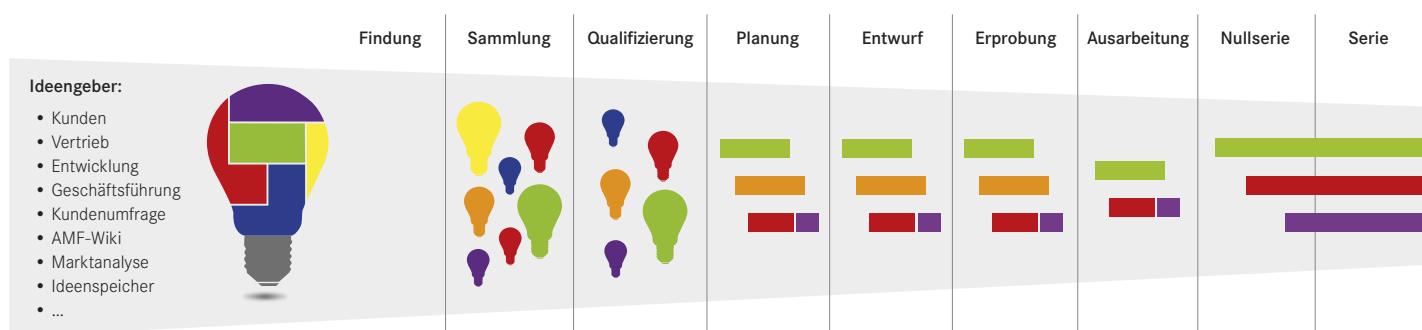 Findung
Sammlung
Qualifizierung
Planung
Entwurf
Erprobung
Ausarbeitung
Nullserie
Serie
Ideengeber:
• Kunden
• Vertrieb
• Entwicklung
• Geschäftsführung
• Kundenumfrage
• AMF-Wiki
• Marktanalyse
• Ideenspeicher
• ...